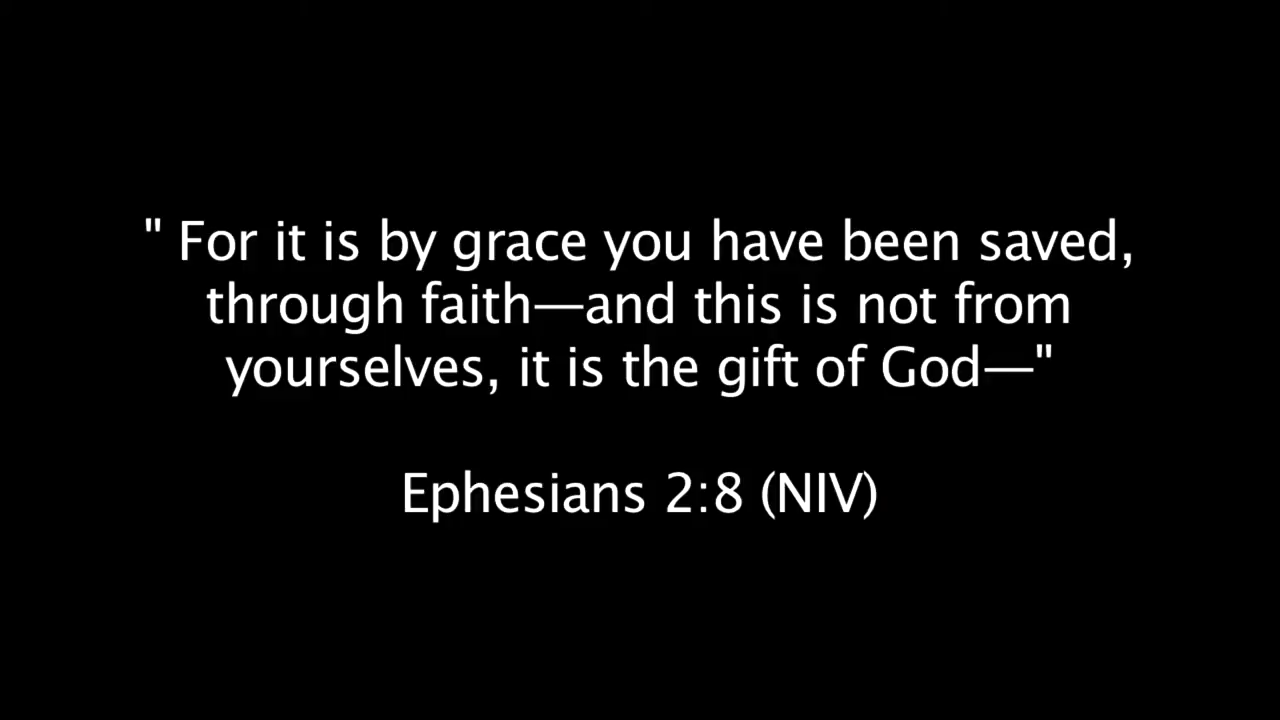 " For it is by grace you have been saved,
through faith—and this is not from
yourselves, it is the gift of God—"
Ephesians 2:8 (NIV)